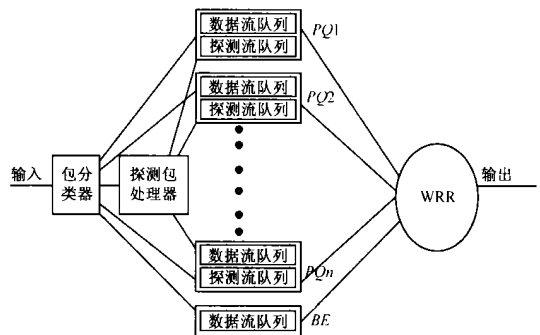 数据流队列
探测流队列
PQ1
数据流队列
探测流队列
PQ2
输入
包分
类器
探测包
处理器
WRR
输出
数据流队列
探测流队列
PQn
数据流队列
BE